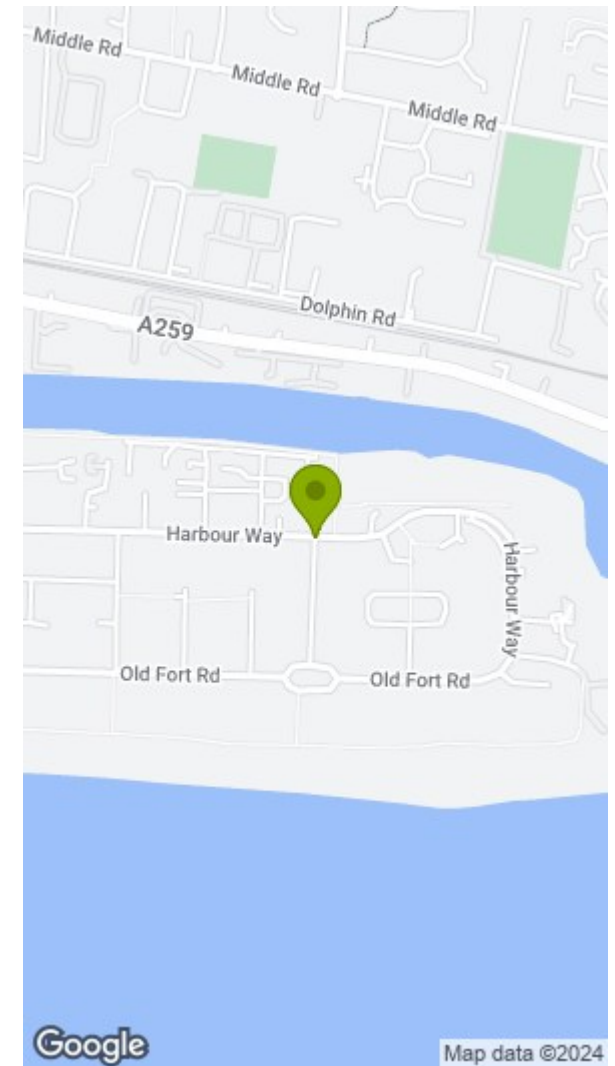 Middle Rd
Middle Rd
Middle Rd
Dolphin Rd
A259
Harbour Way
Harbour Way
Old Fort Rd
Old Fort Rd
Google
Map data ©2024